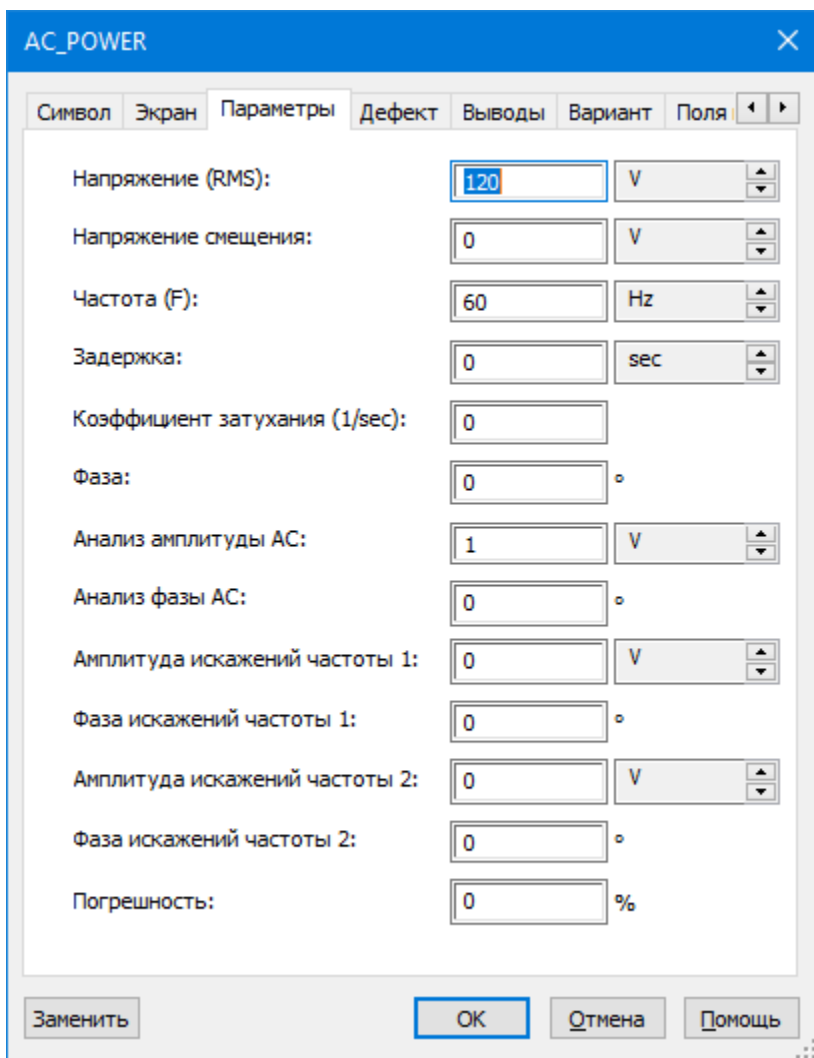 AC_POWER
Символ Экран Параметры Дефект Выводы Вариант Поля
Напряжение (RMS): 120 V
Напряжение смещения: 0 V
Частота (F): 60 Hz
Задержка: 0 sec
Коэффициент затухания (1/sec): 0
Фаза: 0 °
Анализ амплитуды AC: 1 V
Анализ фазы AC: 0 °
Амплитуда искажений частоты 1: 0 V
Фаза искажений частоты 1: 0 °
Амплитуда искажений частоты 2: 0 V
Фаза искажений частоты 2: 0 °
Погрешность: 0 %
Заменить OK Отмена Помощь